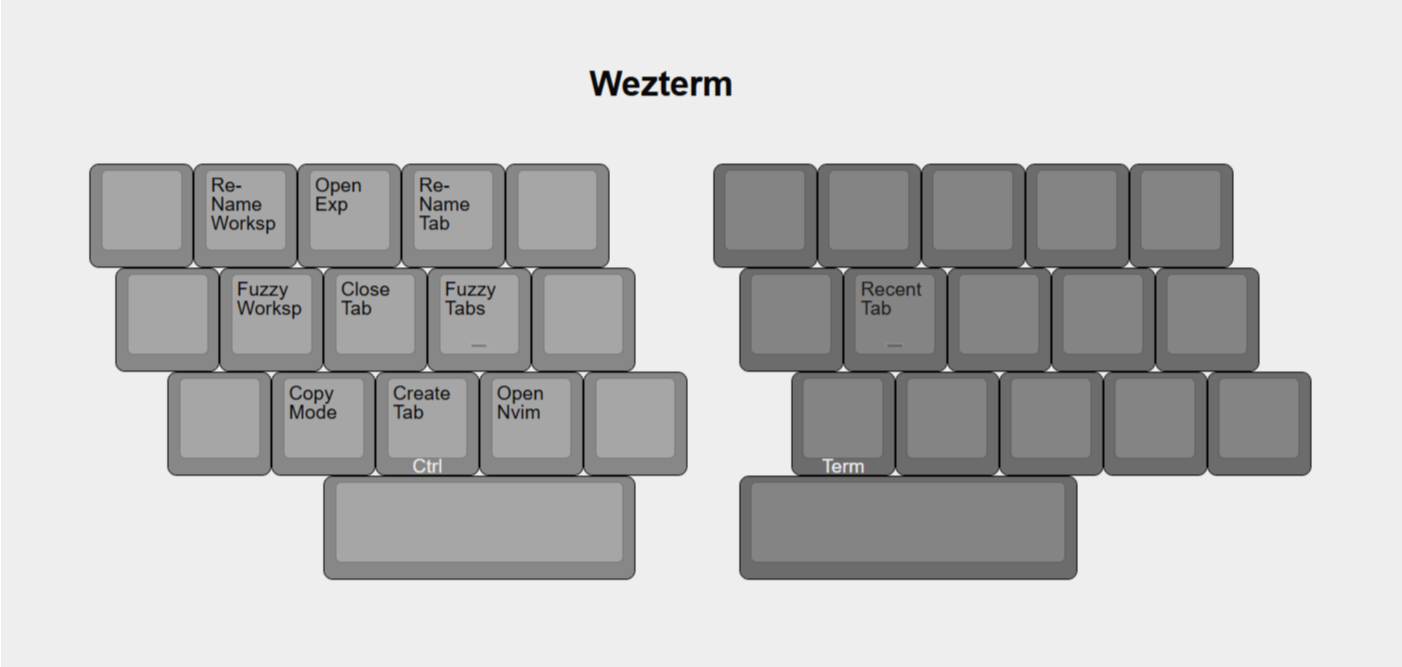 Wezterm
Re-
Name
Worksp
Open
Exp
Re-
Name
Tab
Fuzzy
Worksp
Close
Tab
Fuzzy
Tabs
Recent
Tab
Copy
Mode
Create
Tab
Ctrl
Open
Nvim
Term